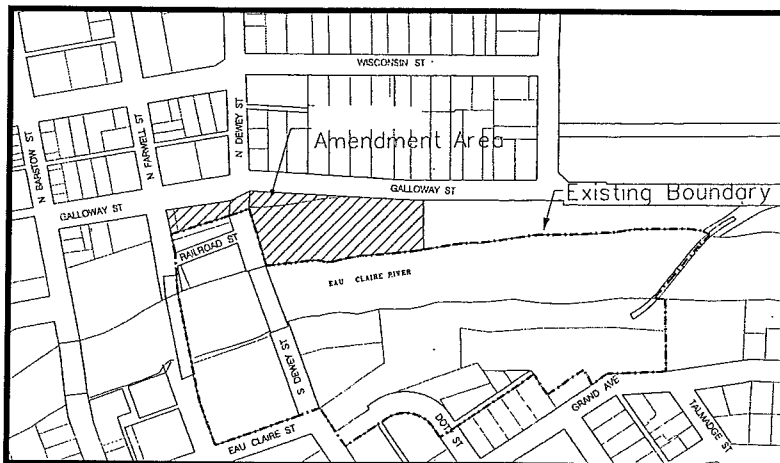 WISCONSIN ST
N DEWEY ST
N FARWELL ST
N BARSTOW ST
Amendment Area
GALLOWAY ST
Existing Boundary
GALLOWAY ST
RAILROAD ST
EAU CLAIRE RIVER
S DEWEY ST
GRAND AVE
TALMADGE ST
DOTY ST
EAU CLAIRE ST